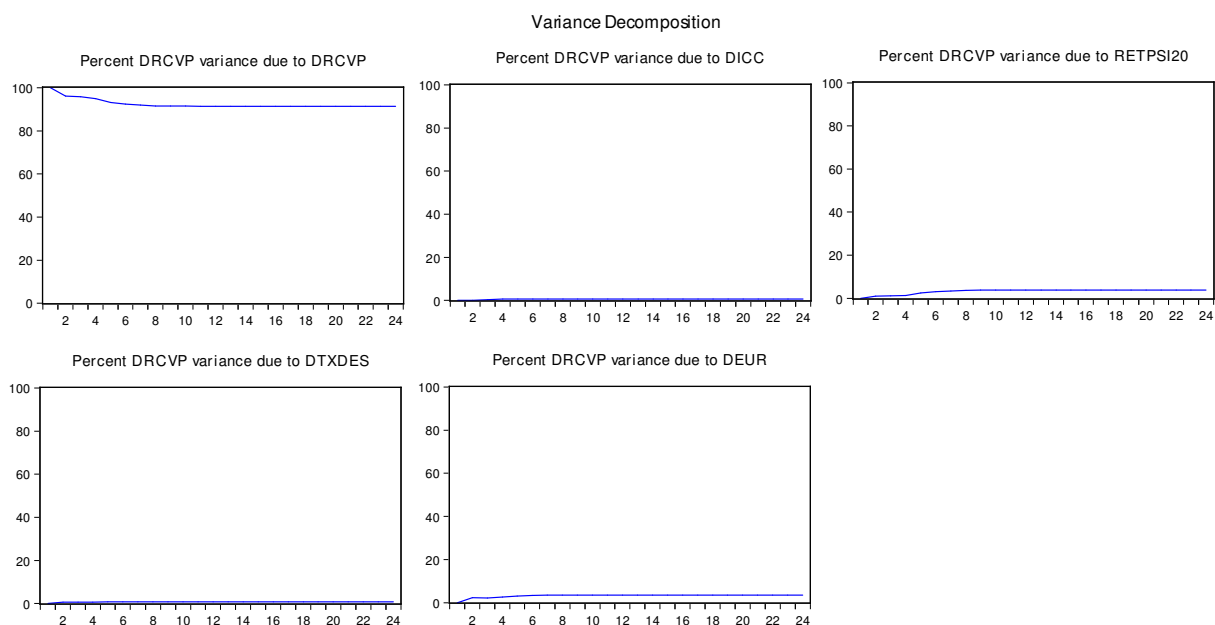 Variance Decomposition
Percent DRCVP variance due to DRCVP
100
80
60
40
20
0
2 4 6 8 10 12 14 16 18 20 22 24
Percent DRCVP variance due to DICC
100
80
60
40
20
0
2 4 6 8 10 12 14 16 18 20 22 24
Percent DRCVP variance due to RETPSI20
100
80
60
40
20
0
2 4 6 8 10 12 14 16 18 20 22 24
Percent DRCVP variance due to DTXDES
100
80
60
40
20
0
2 4 6 8 10 12 14 16 18 20 22 24
Percent DRCVP variance due to DEUR
100
80
60
40
20
0
2 4 6 8 10 12 14 16 18 20 22 24